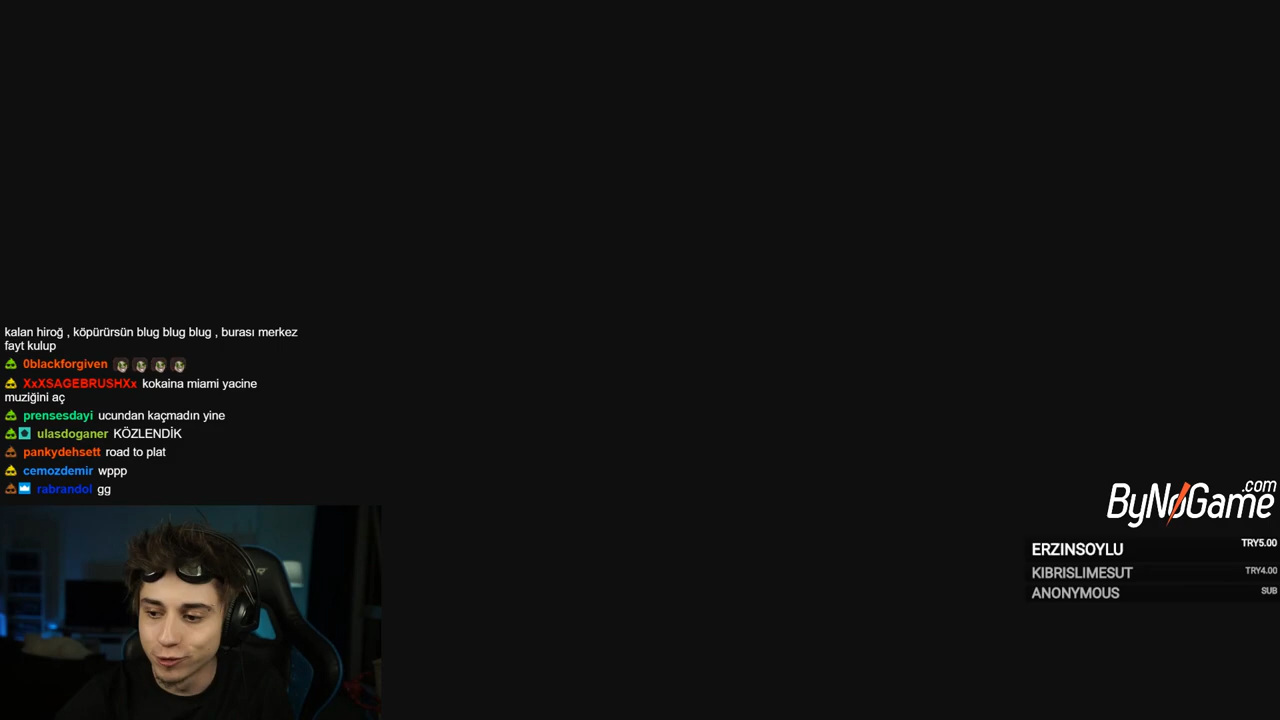 kalan hiroğ , köpürürsün blug blug blug , burası merkez
fayt kulup
0blackforgiven
XxXSAGEBRUSHXx kokaina miami yacine
muziğini aç
prensesdayi ucundan kaçmadın yine
ulasdoganer KÖZLENDİK
pankydehsett road to plat
cemozdemir wppp
rabrandol gg
ByNoGame.com
ERZINSOYLU TRY5.00
KIBRISLIMESUT TRY4.00
ANONYMOUS SUB